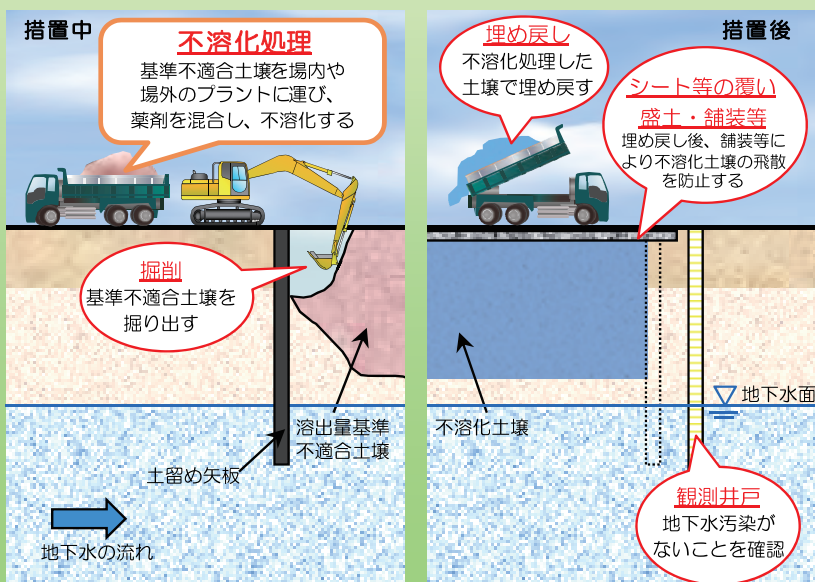 措置中
不溶化処理
基準不適合土壌を場内や
場外のプラントに運び、
薬剤を混合し、不溶化する
掘削
基準不適合土壌を
掘り出す
溶出量基準
不適合土壌
土留め矢板
地下水の流れ
措置後
埋め戻し
不溶化処理した
土壌で埋め戻す
シート等の覆い
盛土・舗装等
埋め戻し後、舗装等に
より不溶化土壌の飛散
を防止する
地下水面
不溶化土壌
観測井戸
地下水汚染が
ないことを確認